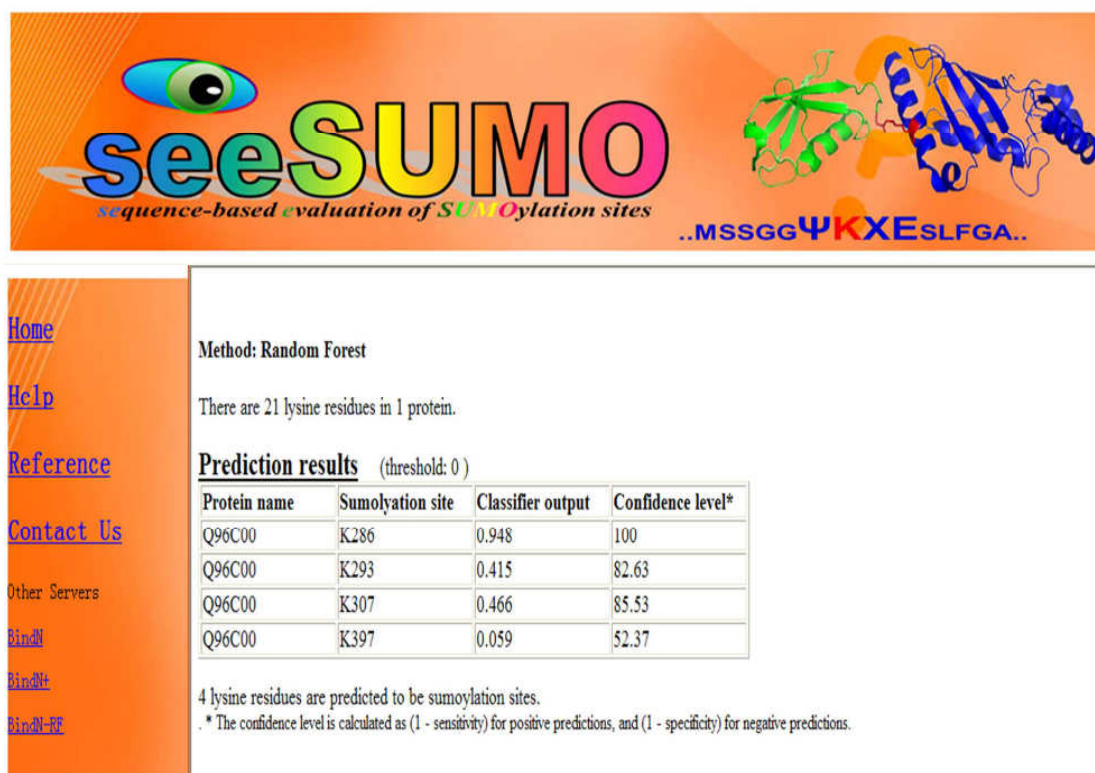 seeSUMO
sequence-based evaluation of SUMOylation sites
..MSSGGΨKXESLFGA..
Home
Help
Reference
Contact Us
Other Servers
BindN
BindN+
BindN-RF
Method: Random Forest
There are 21 lysine residues in 1 protein.
Prediction results (threshold: 0 )
Protein name Sumolyation site Classifier output Confidence level*
Q96C00 K286 0.948 100
Q96C00 K293 0.415 82.63
Q96C00 K307 0.466 85.53
Q96C00 K397 0.059 52.37
4 lysine residues are predicted to be sumoylation sites.
. * The confidence level is calculated as (1 - sensitivity) for positive predictions, and (1 - specificity) for negative predictions.